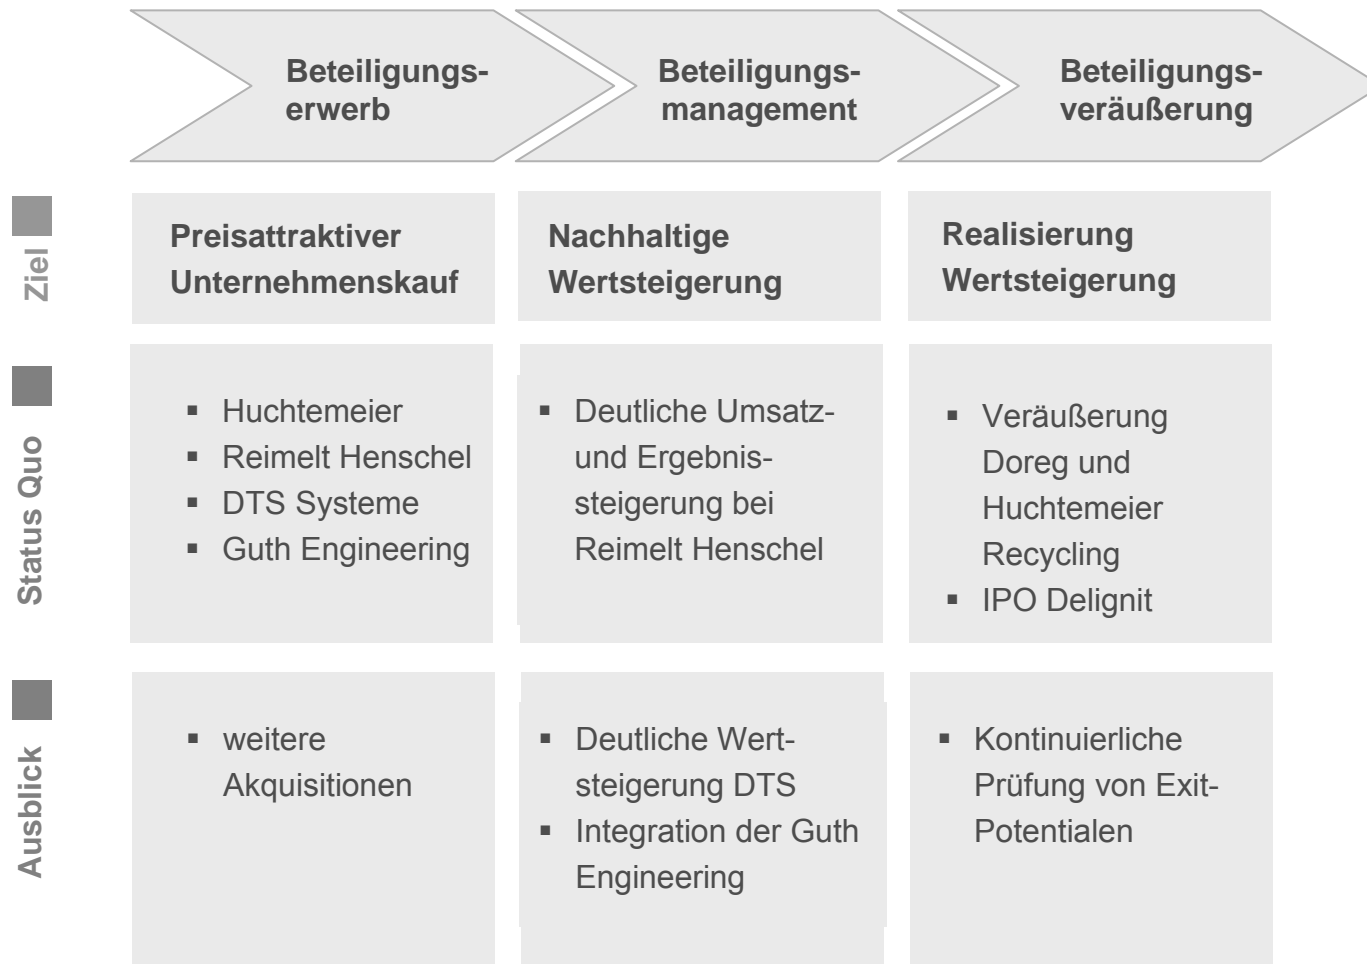 Beteiligungs-
erwerb
Beteiligungs-
management
Beteiligungs-
veräußerung
Ziel
Preisattraktiver
Unternehmenskauf
Nachhaltige
Wertsteigerung
Realisierung
Wertsteigerung
Status Quo
▪ Huchtemeier
▪ Reimelt Henschel
▪ DTS Systeme
▪ Guth Engineering
▪ Deutliche Umsatz-
und Ergebnis-
steigerung bei
Reimelt Henschel
▪ Veräußerung
Doreg und
Huchtemeier
Recycling
▪ IPO Delignit
Ausblick
▪ weitere
Akquisitionen
▪ Deutliche Wert-
steigerung DTS
▪ Integration der Guth
Engineering
▪ Kontinuierliche
Prüfung von Exit-
Potentialen